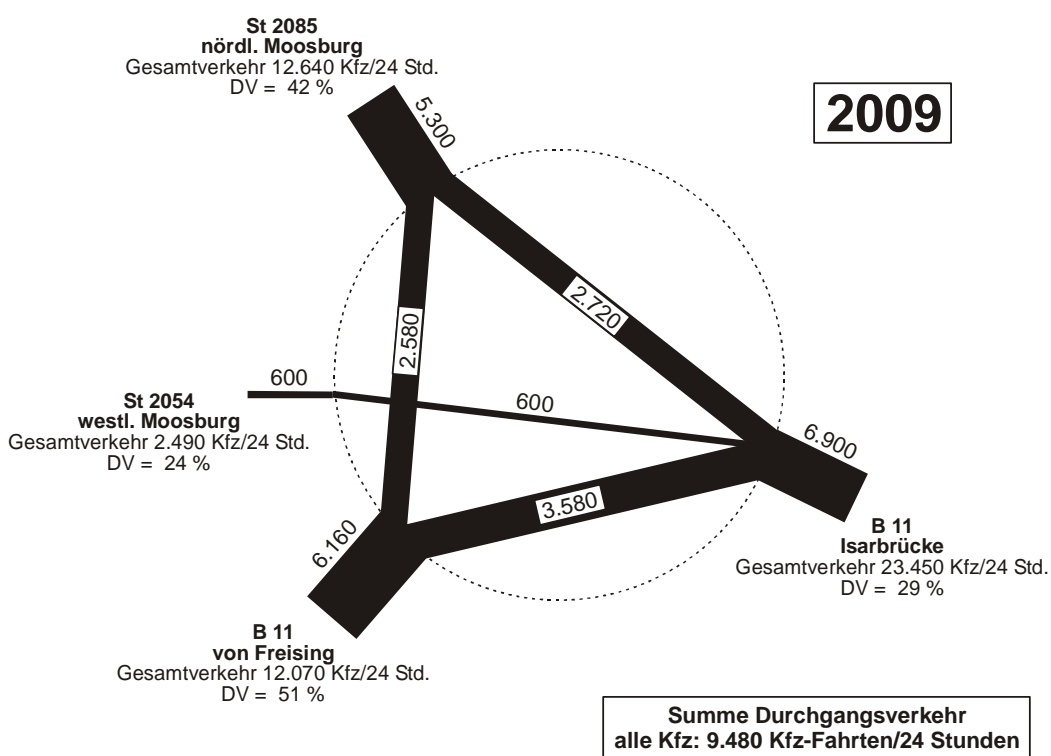 St 2085
nördl. Moosburg
Gesamtverkehr 12.640 Kfz/24 Std.
DV = 42 %
5.300
2009
2.720
2.580
600
600
St 2054
westl. Moosburg
Gesamtverkehr 2.490 Kfz/24 Std.
DV = 24 %
6.900
3.580
6.160
B 11
Isarbrücke
Gesamtverkehr 23.450 Kfz/24 Std.
DV = 29 %
B 11
von Freising
Gesamtverkehr 12.070 Kfz/24 Std.
DV = 51 %
Summe Durchgangsverkehr
alle Kfz: 9.480 Kfz-Fahrten/24 Stunden